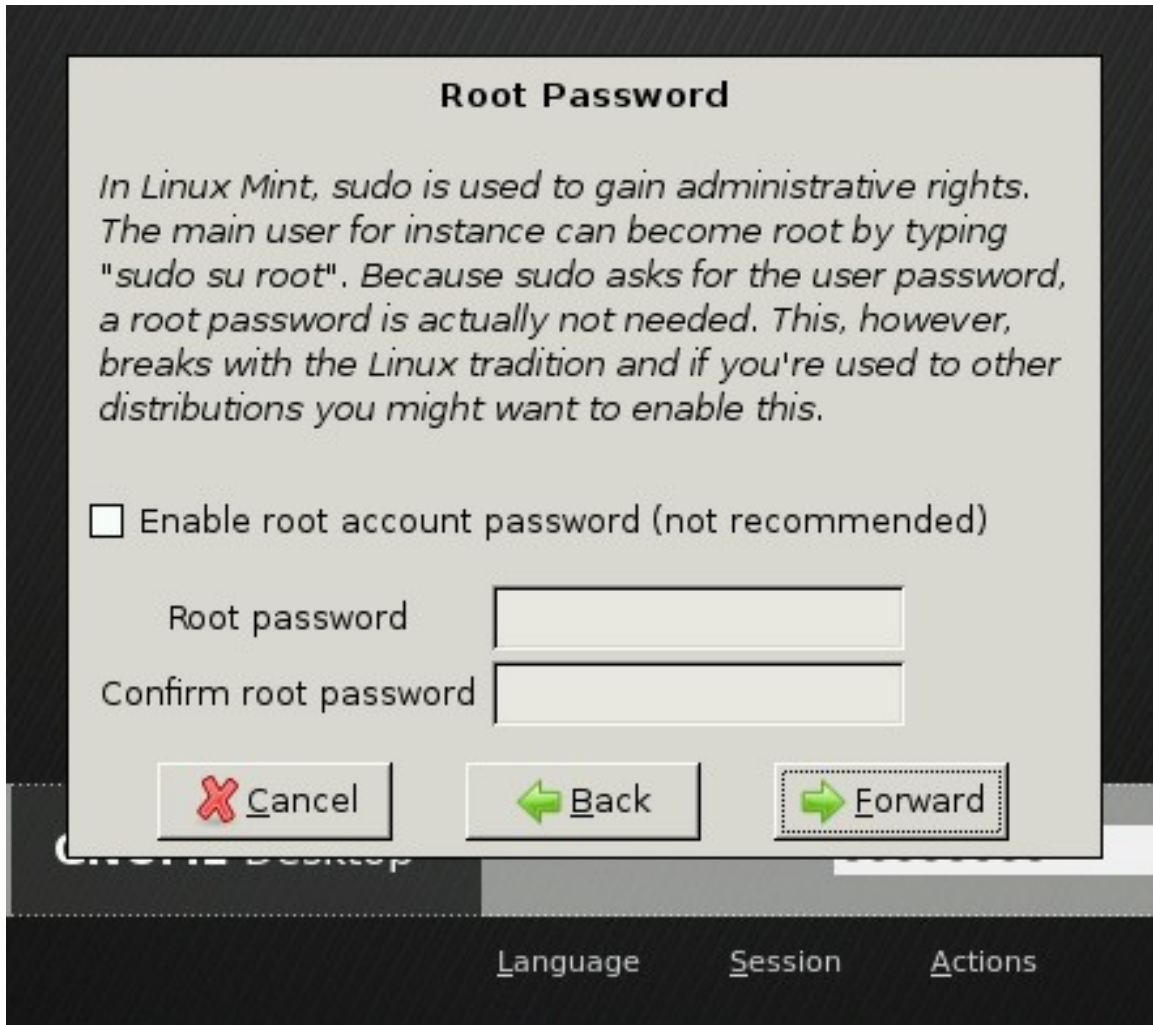 Root Password
In Linux Mint, sudo is used to gain administrative rights.
The main user for instance can become root by typing
"sudo su root". Because sudo asks for the user password,
a root password is actually not needed. This, however,
breaks with the Linux tradition and if you're used to other
distributions you might want to enable this.
Enable root account password (not recommended)
Root password
Confirm root password
Cancel Back Forward
GNOME Desktop
Language Session Actions